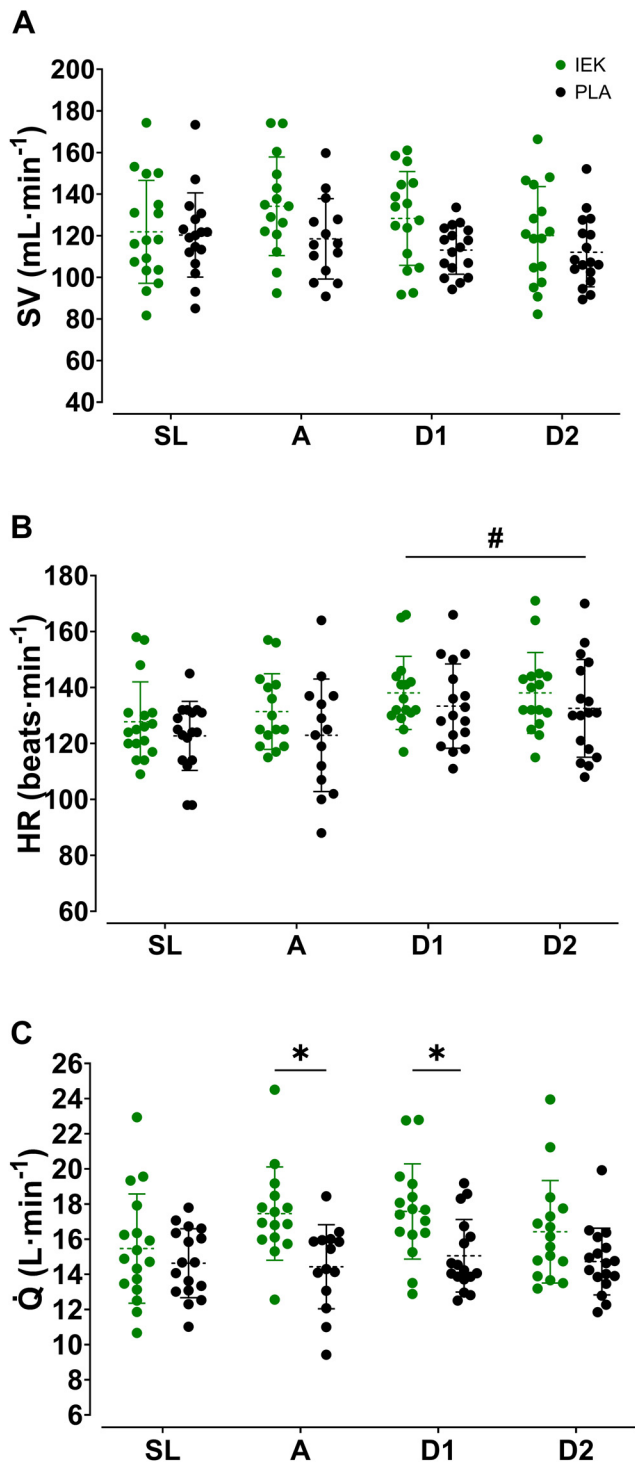 A
IEK
PLA
SV (mL·min⁻¹)
200
180
160
140
120
100
80
60
40
SL A D1 D2
B
#
HR (beats·min⁻¹)
180
160
140
120
100
80
60
SL A D1 D2
C
* *
Q̇ (L·min⁻¹)
26
24
22
20
18
16
14
12
10
8
6
SL A D1 D2